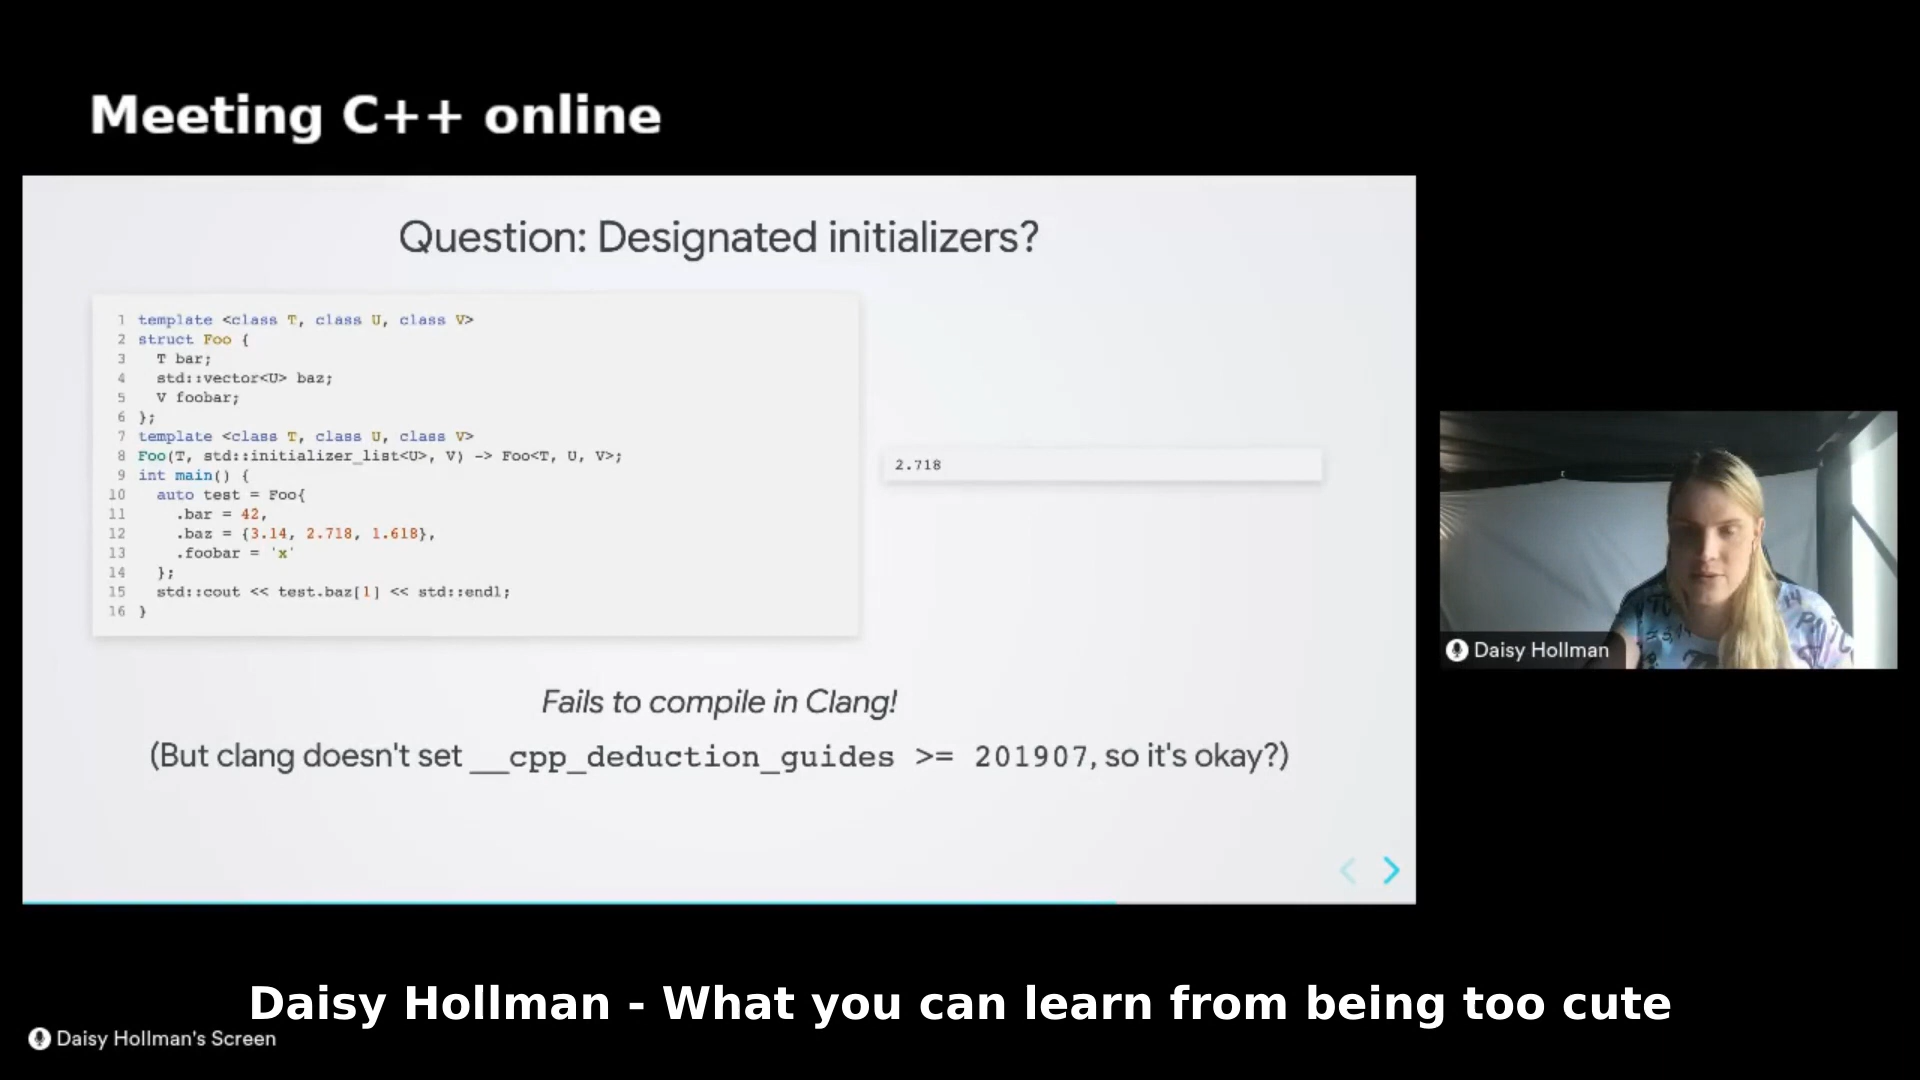 Meeting C++ online
Question: Designated initializers?
1 template <class T, class U, class V>
2 struct Foo {
3   T bar;
4   std::vector<U> baz;
5   V foobar;
6 };
7 template <class T, class U, class V>
8 Foo(T, std::initializer_list<U>, V) -> Foo<T, U, V>;
9 int main() {
10   auto test = Foo{
11     .bar = 42,
12     .baz = {3.14, 2.718, 1.618},
13     .foobar = 'x'
14   };
15   std::cout << test.baz[1] << std::endl;
16 }
2.718
Fails to compile in Clang!
(But clang doesn't set __cpp_deduction_guides >= 201907, so it's okay?)
Daisy Hollman
Daisy Hollman - What you can learn from being too cute
Daisy Hollman's Screen